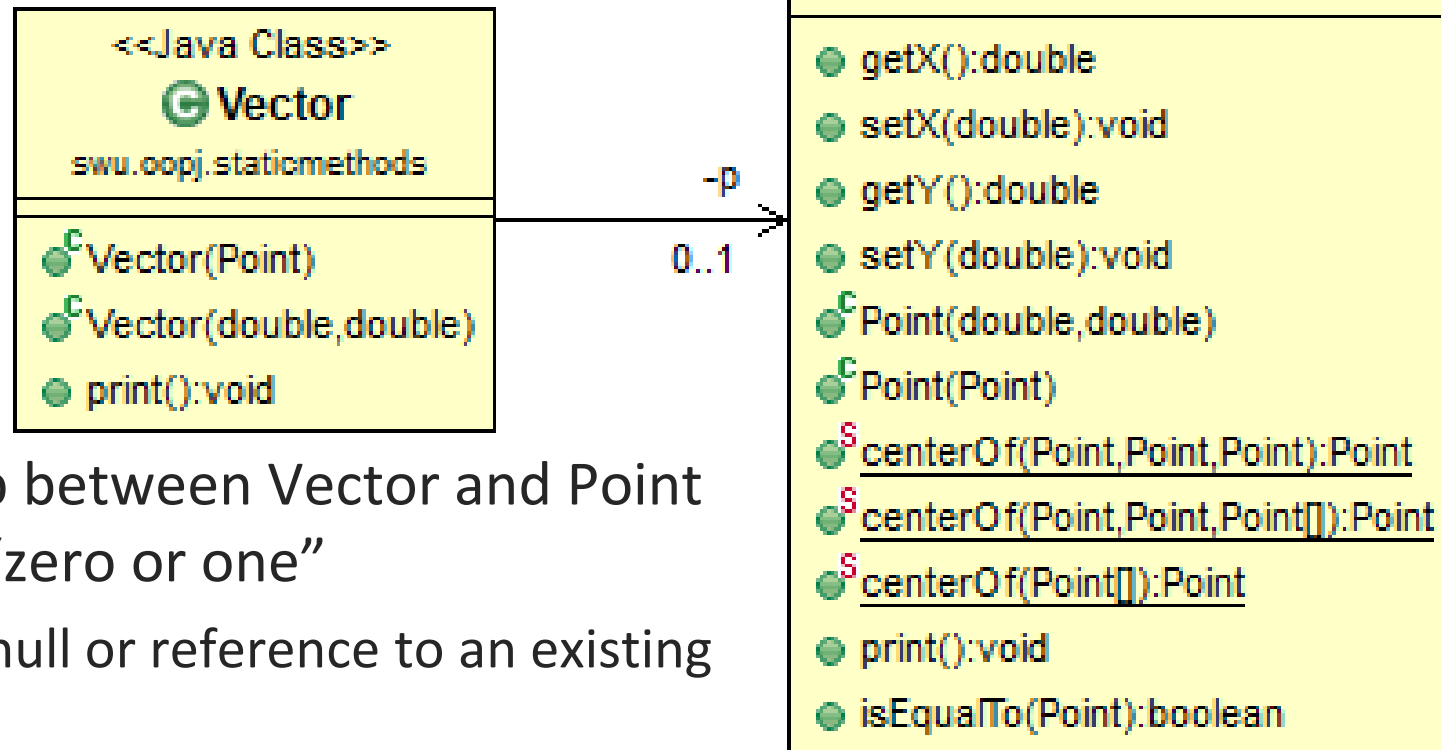 <<Java Class>>
C Vector
swu.oopj.staticmethods
C Vector(Point)
C Vector(double,double)
print():void
-p
0..1
getX():double
setX(double):void
getY():double
setY(double):void
C Point(double,double)
C Point(Point)
S centerOf(Point,Point,Point):Point
S centerOf(Point,Point,Point[]):Point
S centerOf(Point[]):Point
print():void
isEqualTo(Point):boolean
between Vector and Point
zero or one”
null or reference to an existing